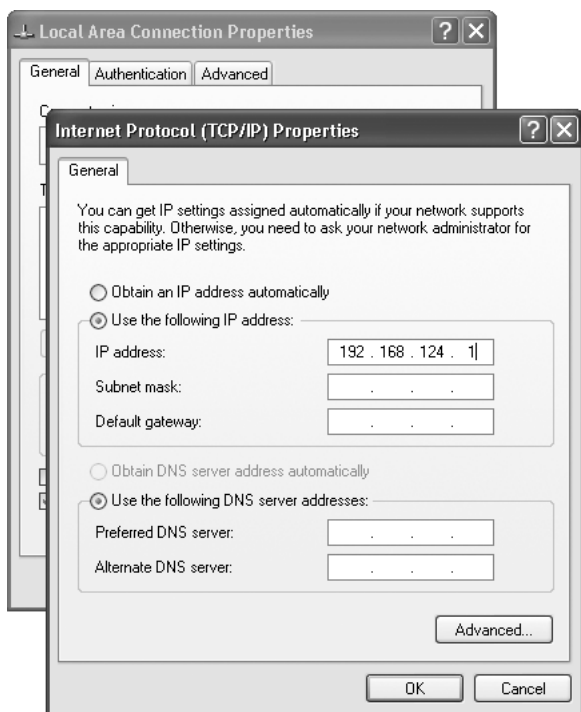 Local Area Connection Properties
General Authentication Advanced
Internet Protocol (TCP/IP) Properties
General
You can get IP settings assigned automatically if your network supports
this capability. Otherwise, you need to ask your network administrator for
the appropriate IP settings.
Obtain an IP address automatically
Use the following IP address:
IP address: 192 . 168 . 124 . 1
Subnet mask: . . .
Default gateway: . . .
Obtain DNS server address automatically
Use the following DNS server addresses:
Preferred DNS server: . . .
Alternate DNS server: . . .
Advanced...
OK Cancel